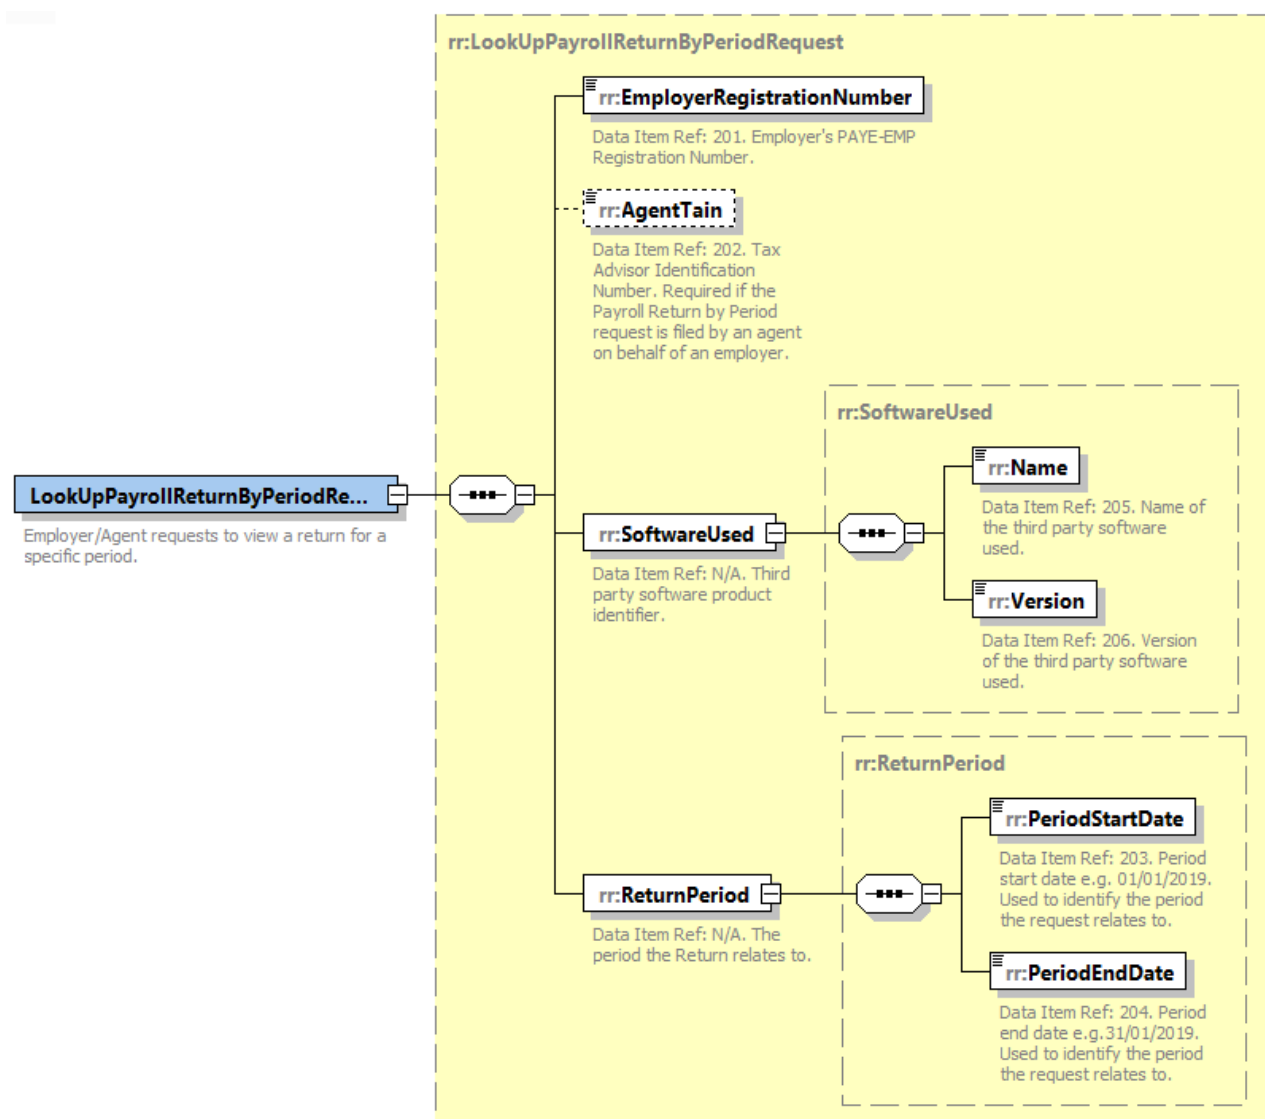 rr:LookUpPayrollReturnByPeriodRequest
rr:EmployerRegistrationNumber
Data Item Ref: 201. Employer's PAYE-EMP
Registration Number.
rr:AgentTain
Data Item Ref: 202. Tax
Advisor Identification
Number. Required if the
Payroll Return by Period
request is filed by an agent
on behalf of an employer.
LookUpPayrollReturnByPeriodRe...
Employer/Agent requests to view a return for a
specific period.
rr:SoftwareUsed
Data Item Ref: N/A. Third
party software product
identifier.
rr:SoftwareUsed
rr:Name
Data Item Ref: 205. Name of
the third party software
used.
rr:Version
Data Item Ref: 206. Version
of the third party software
used.
rr:ReturnPeriod
Data Item Ref: N/A. The
period the Return relates to.
rr:ReturnPeriod
rr:PeriodStartDate
Data Item Ref: 203. Period
start date e.g. 01/01/2019.
Used to identify the period
the request relates to.
rr:PeriodEndDate
Data Item Ref: 204. Period
end date e.g.31/01/2019.
Used to identify the period
the request relates to.